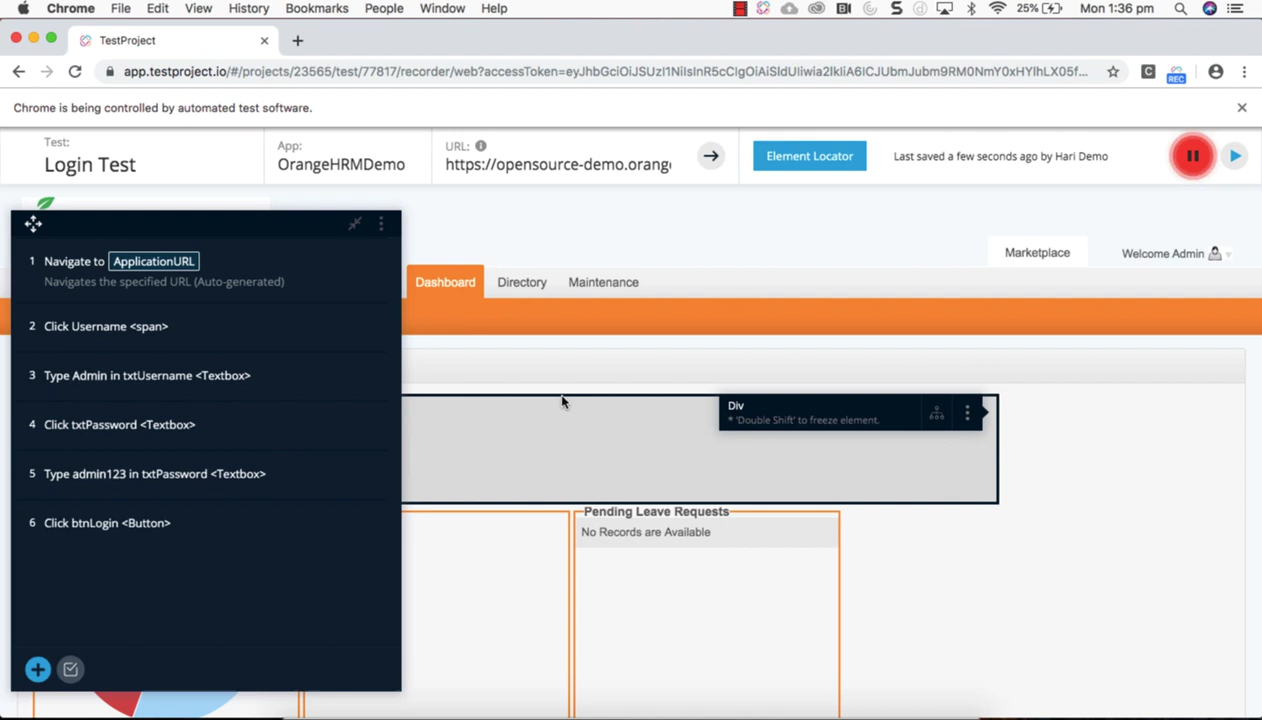 Chrome File Edit View History Bookmarks People Window Help 25% Mon 1:36 pm
TestProject
app.testproject.io/#/projects/23565/test/77817/recorder/web?accessToken=
REC
Chrome is being controlled by automated test software.
Test:
Login Test
App:
OrangeHRMDemo
URL:
https://opensource-demo.orange
Element Locator
Last saved a few seconds ago by Hari Demo
Marketplace
Welcome Admin
Dashboard Directory Maintenance
1 Navigate to ApplicationURL
Navigates the specified URL (Auto-generated)
2 Click Username <span>
3 Type Admin in txtUsername <Textbox>
4 Click txtPassword <Textbox>
5 Type admin123 in txtPassword <Textbox>
6 Click btnLogin <Button>
Div
* 'Double Shift' to freeze element.
Pending Leave Requests
No Records are Available